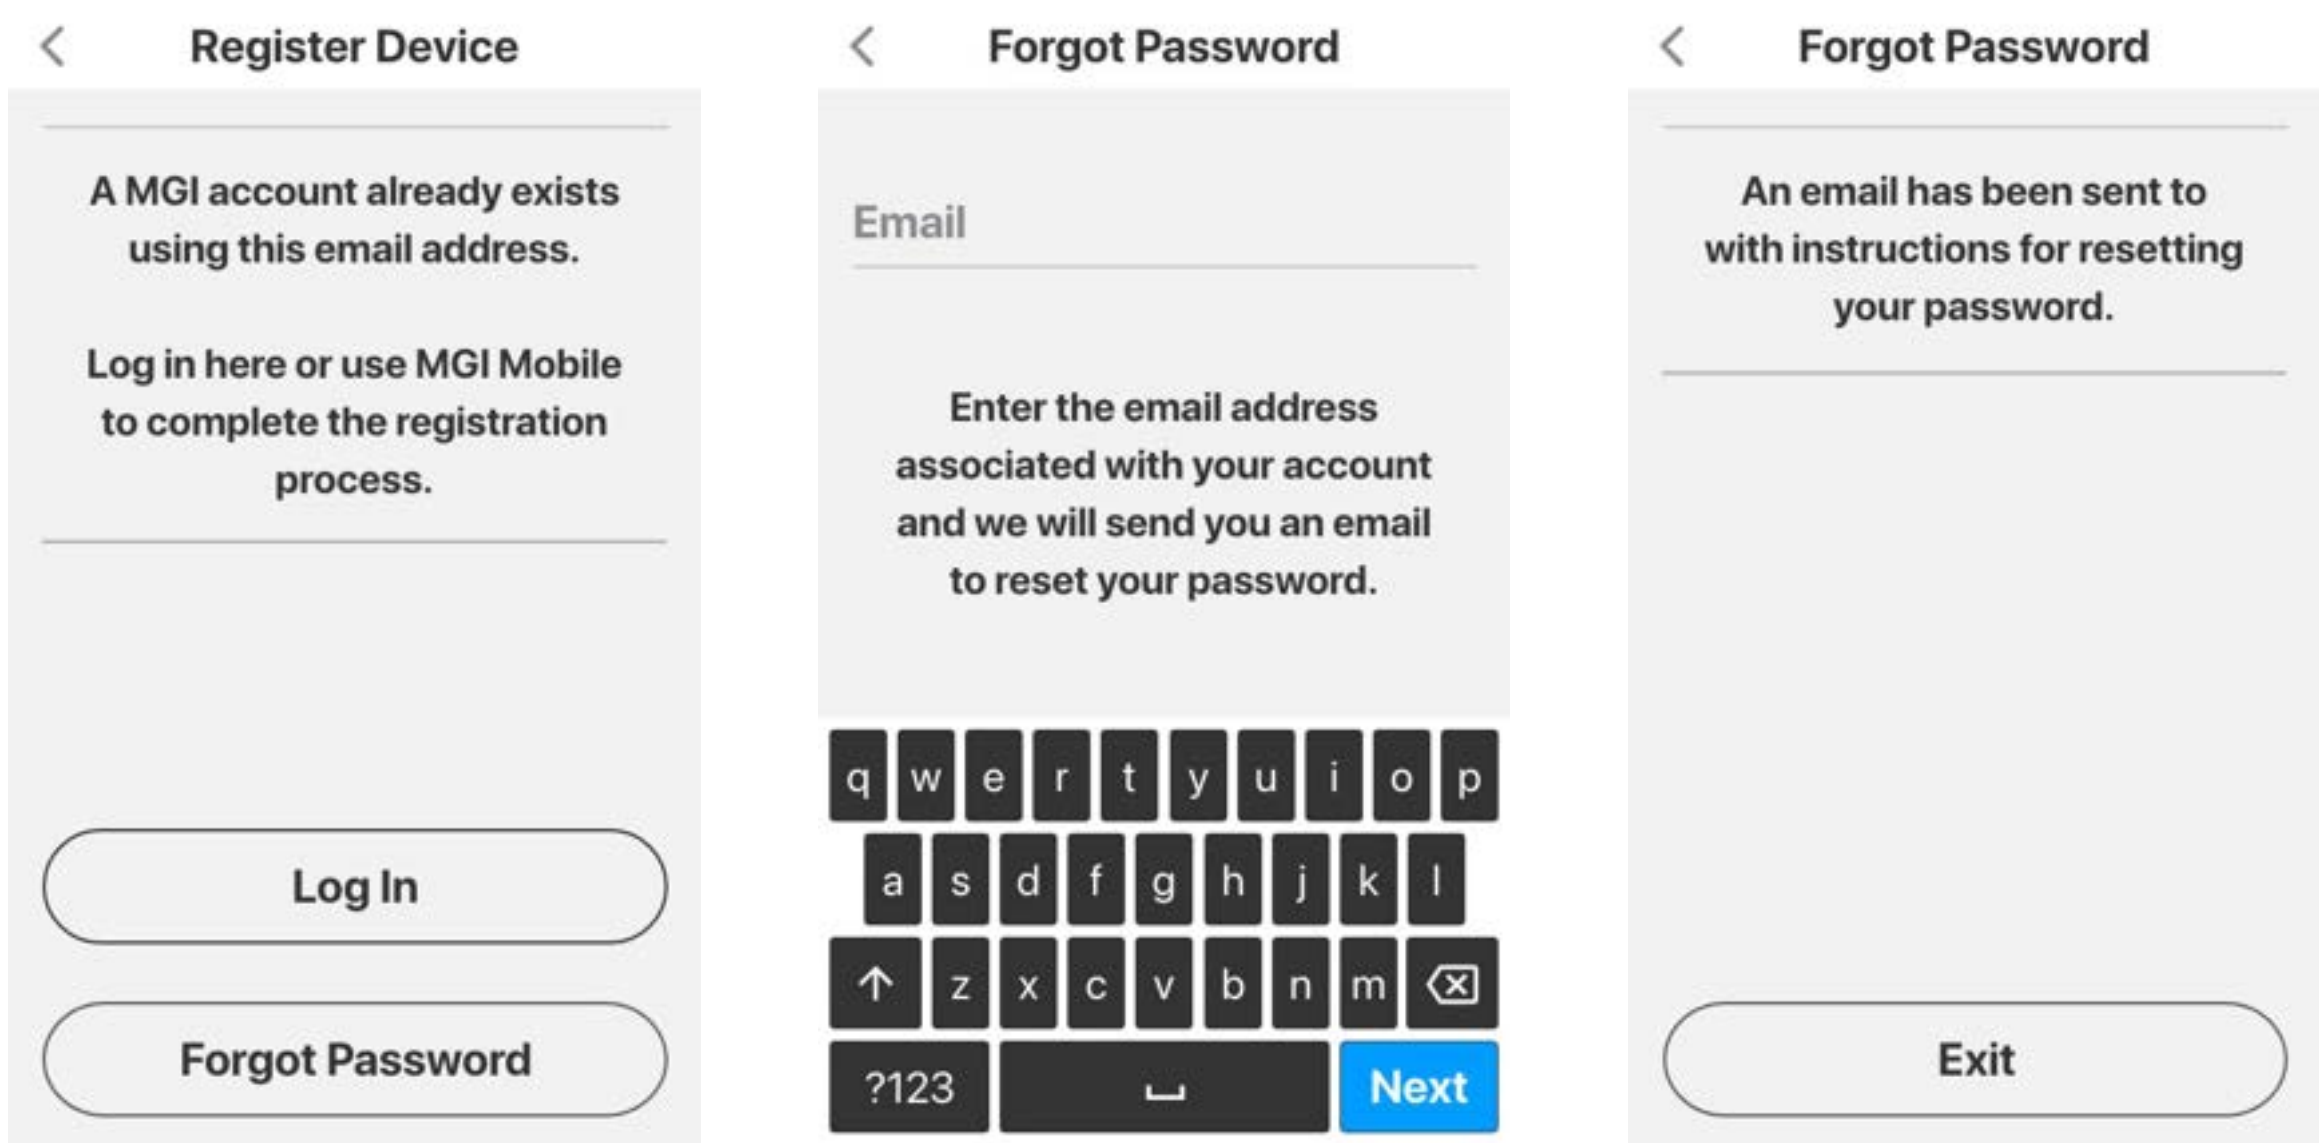 Register Device
A MGI account already exists
using this email address.
Log in here or use MGI Mobile
to complete the registration
process.
Log In
Forgot Password
Forgot Password
Email
Enter the email address
associated with your account
and we will send you an email
to reset your password.
q w e r t y u i o p
a s d f g h j k l
z x c v b n m
?123 Next
Forgot Password
An email has been sent to
with instructions for resetting
your password.
Exit